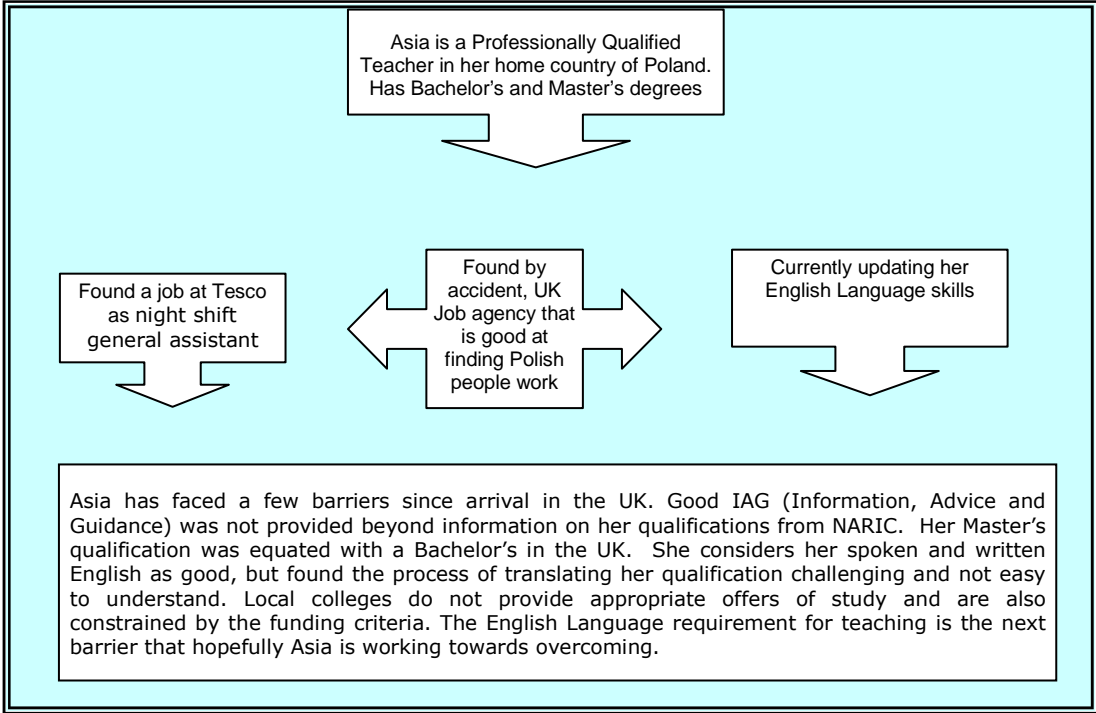 Asia is a Professionally Qualified
Teacher in her home country of Poland.
Has Bachelor's and Master's degrees
Found a job at Tesco
as night shift
general assistant
Found by
accident, UK
Job agency that
is good at
finding Polish
people work
Currently updating her
English Language skills
Asia has faced a few barriers since arrival in the UK. Good IAG (Information, Advice and
Guidance) was not provided beyond information on her qualifications from NARIC. Her Master's
qualification was equated with a Bachelor's in the UK. She considers her spoken and written
English as good, but found the process of translating her qualification challenging and not easy
to understand. Local colleges do not provide appropriate offers of study and are also
constrained by the funding criteria. The English Language requirement for teaching is the next
barrier that hopefully Asia is working towards overcoming.